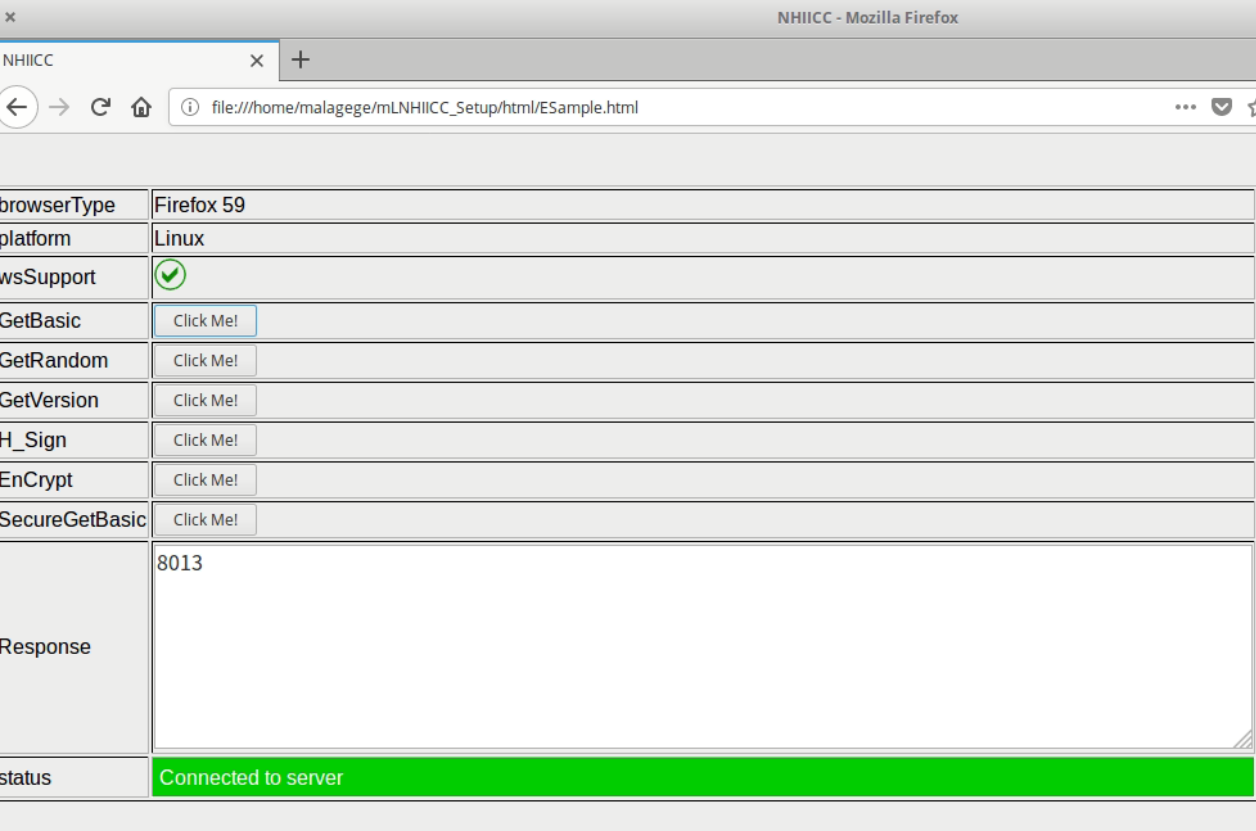 NHIICC - Mozilla Firefox
NHIICC
file:///home/malagege/mLNHIICC_Setup/html/ESample.html
browserType Firefox 59
platform Linux
wsSupport
GetBasic Click Me!
GetRandom Click Me!
GetVersion Click Me!
H_Sign Click Me!
EnCrypt Click Me!
SecureGetBasic Click Me!
Response 8013
status Connected to server